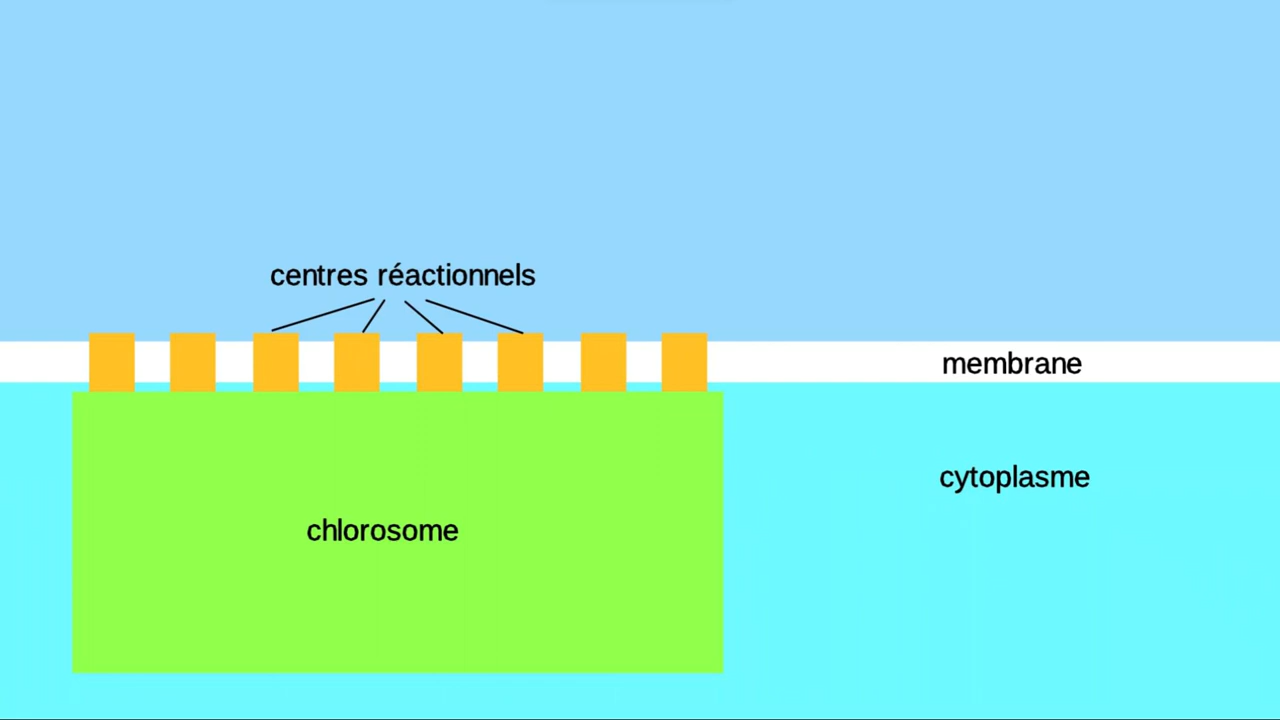 centres réactionnels
membrane
cytoplasme
chlorosome